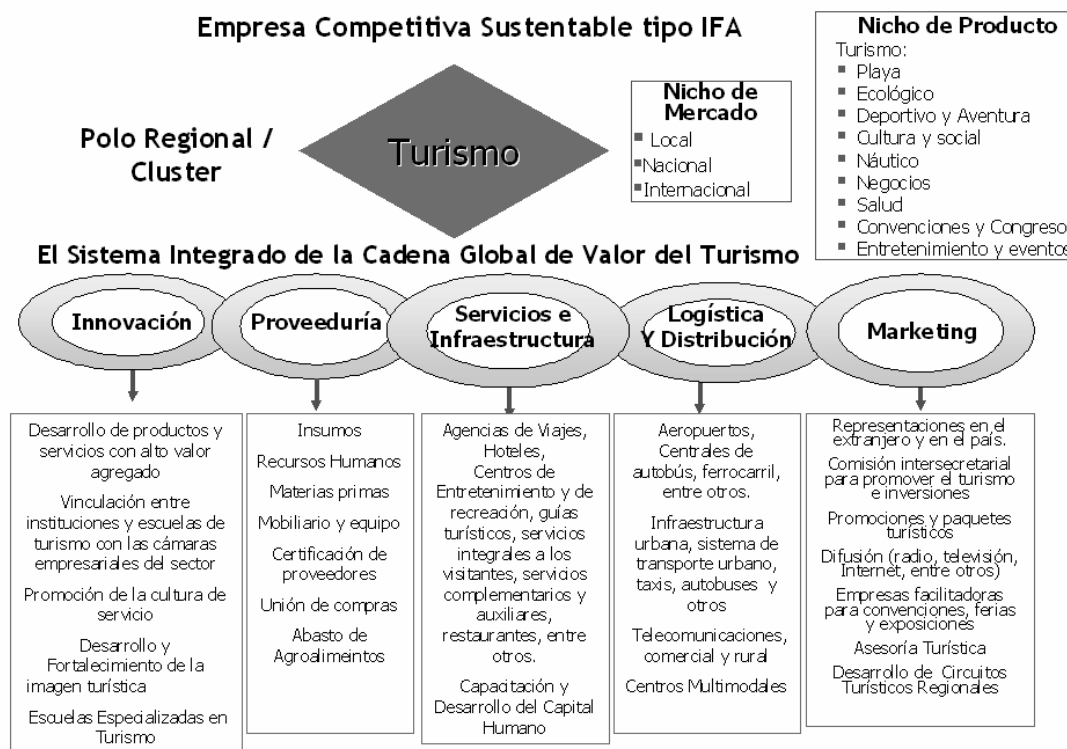 Empresa Competitiva Sustentable tipo IFA
Nicho de Producto
Turismo:
Playa
Ecológico
Deportivo y Aventura
Cultura y social
Náutico
Negocios
Salud
Convenciones y Congreso
Entretenimiento y eventos
Nicho de
Mercado
Local
Nacional
Internacional
Polo Regional /
Cluster
Turismo
El Sistema Integrado de la Cadena Global de Valor del Turismo
Innovación
Proveeduría
Servicios e
Infraestructura
Logística
Y Distribución
Marketing
Desarrollo de productos y
servicios con alto valor
agregado
Vinculación entre
instituciones y escuelas de
turismo con las cámaras
empresariales del sector
Promoción de la cultura de
servicio
Desarrollo y
Fortalecimiento de la
imagen turística
Escuelas Especializadas en
Turismo
Insumos
Recursos Humanos
Materias primas
Mobiliario y equipo
Certificación de
proveedores
Unión de compras
Abasto de
Agroalimeintos
Agencias de Viajes,
Hoteles,
Centros de
Entretenimiento y de
recreación, guías
turísticos, servicios
integrales a los
visitantes, servicios
complementarios y
auxiliares,
restaurantes, entre
otros.
Capacitación y
Desarrollo del Capital
Humano
Aeropuertos,
Centrales de
autobús, ferrocarril,
entre otros.
Infraestructura
urbana, sistema de
transporte urbano,
taxis, autobuses y
otros
Telecomunicaciones,
comercial y rural
Centros Multimodales
Representaciones en el
extranjero y en el país.
Comisión intersecretarial
para promover el turismo
e inversiones
Promociones y paquetes
turísticos
Difusión (radio, televisión,
Internet, entre otros)
Empresas facilitadoras
para convenciones, ferias
y exposiciones
Asesoría Turística
Desarrollo de Circuitos
Turísticos Regionales